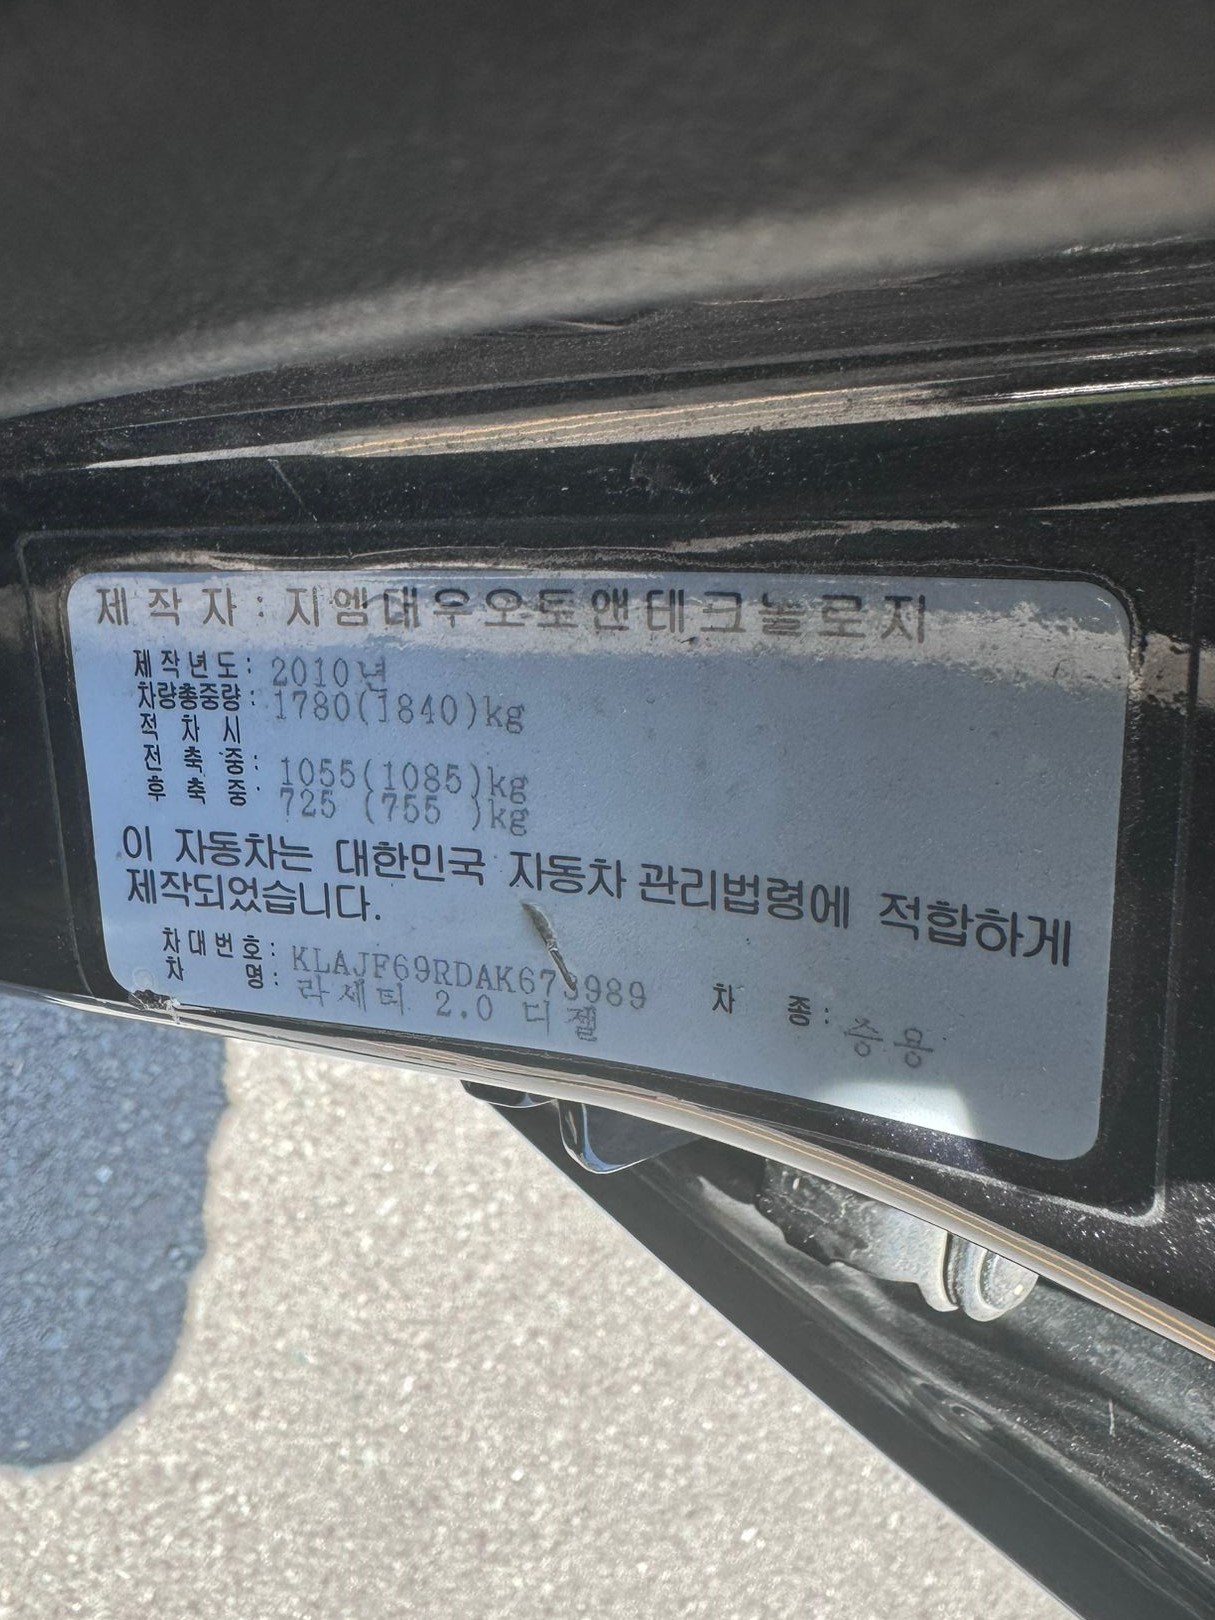 제 작 자 : 지엠대우오토앤테크놀로지
제작년도: 2010년
차량총중량: 1780(1840)kg
적 차 시
전 축 중: 1055(1085)kg
후 축 중: 725 (755 )kg
이 자동차는 대한민국 자동차 관리법령에 적합하게
제작되었습니다.
차대번호: 차 종: 승용
차 명: 라세티 2.0 디젤